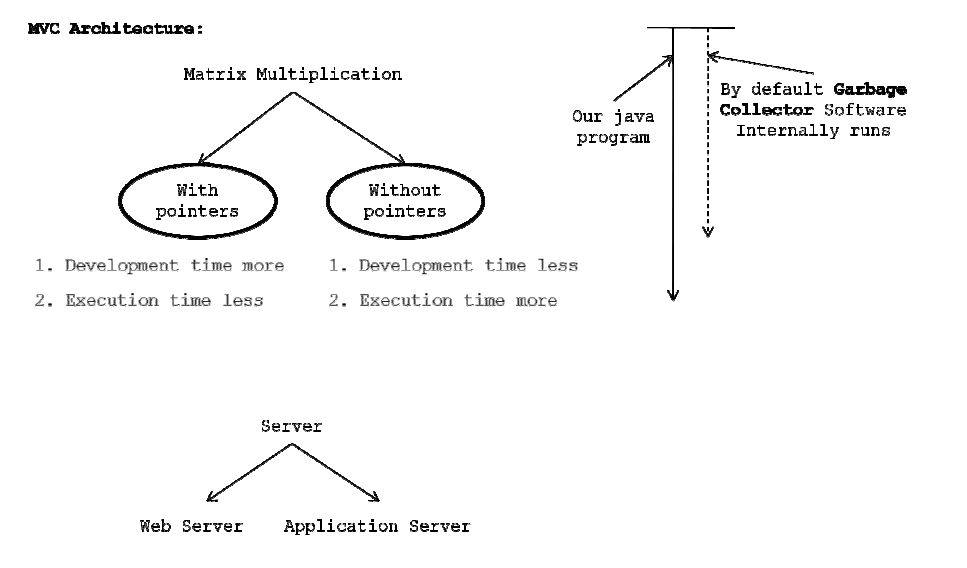 MVC Architecture:
Matrix Multiplication
With
pointers
Without
pointers
1. Development time more
2. Execution time less
1. Development time less
2. Execution time more
Our java
program
By default Garbage
Collector Software
Internally runs
Server
Web Server
Application Server